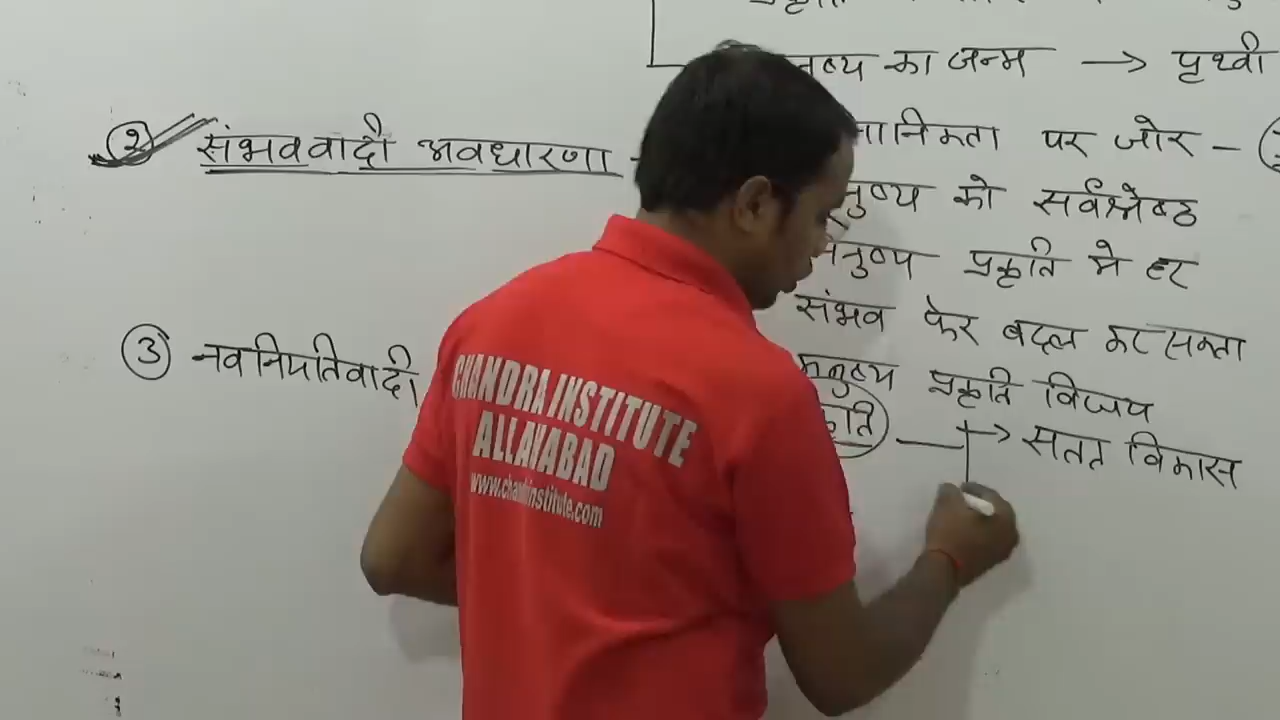 का जन्म → पृथ्वी
② संभववादी अवधारणा -
पर जोर -
को सर्वश्रेष्ठ
मनुष्य प्रकृति मे हर
संभव फेर बदल कर सकता
③ नवनियतिवादी
मनुष्य प्रकृति विजय
→ सतत विकास
CHANDRA INSTITUTE
ALLAHABAD
www.chandrainstitute.com